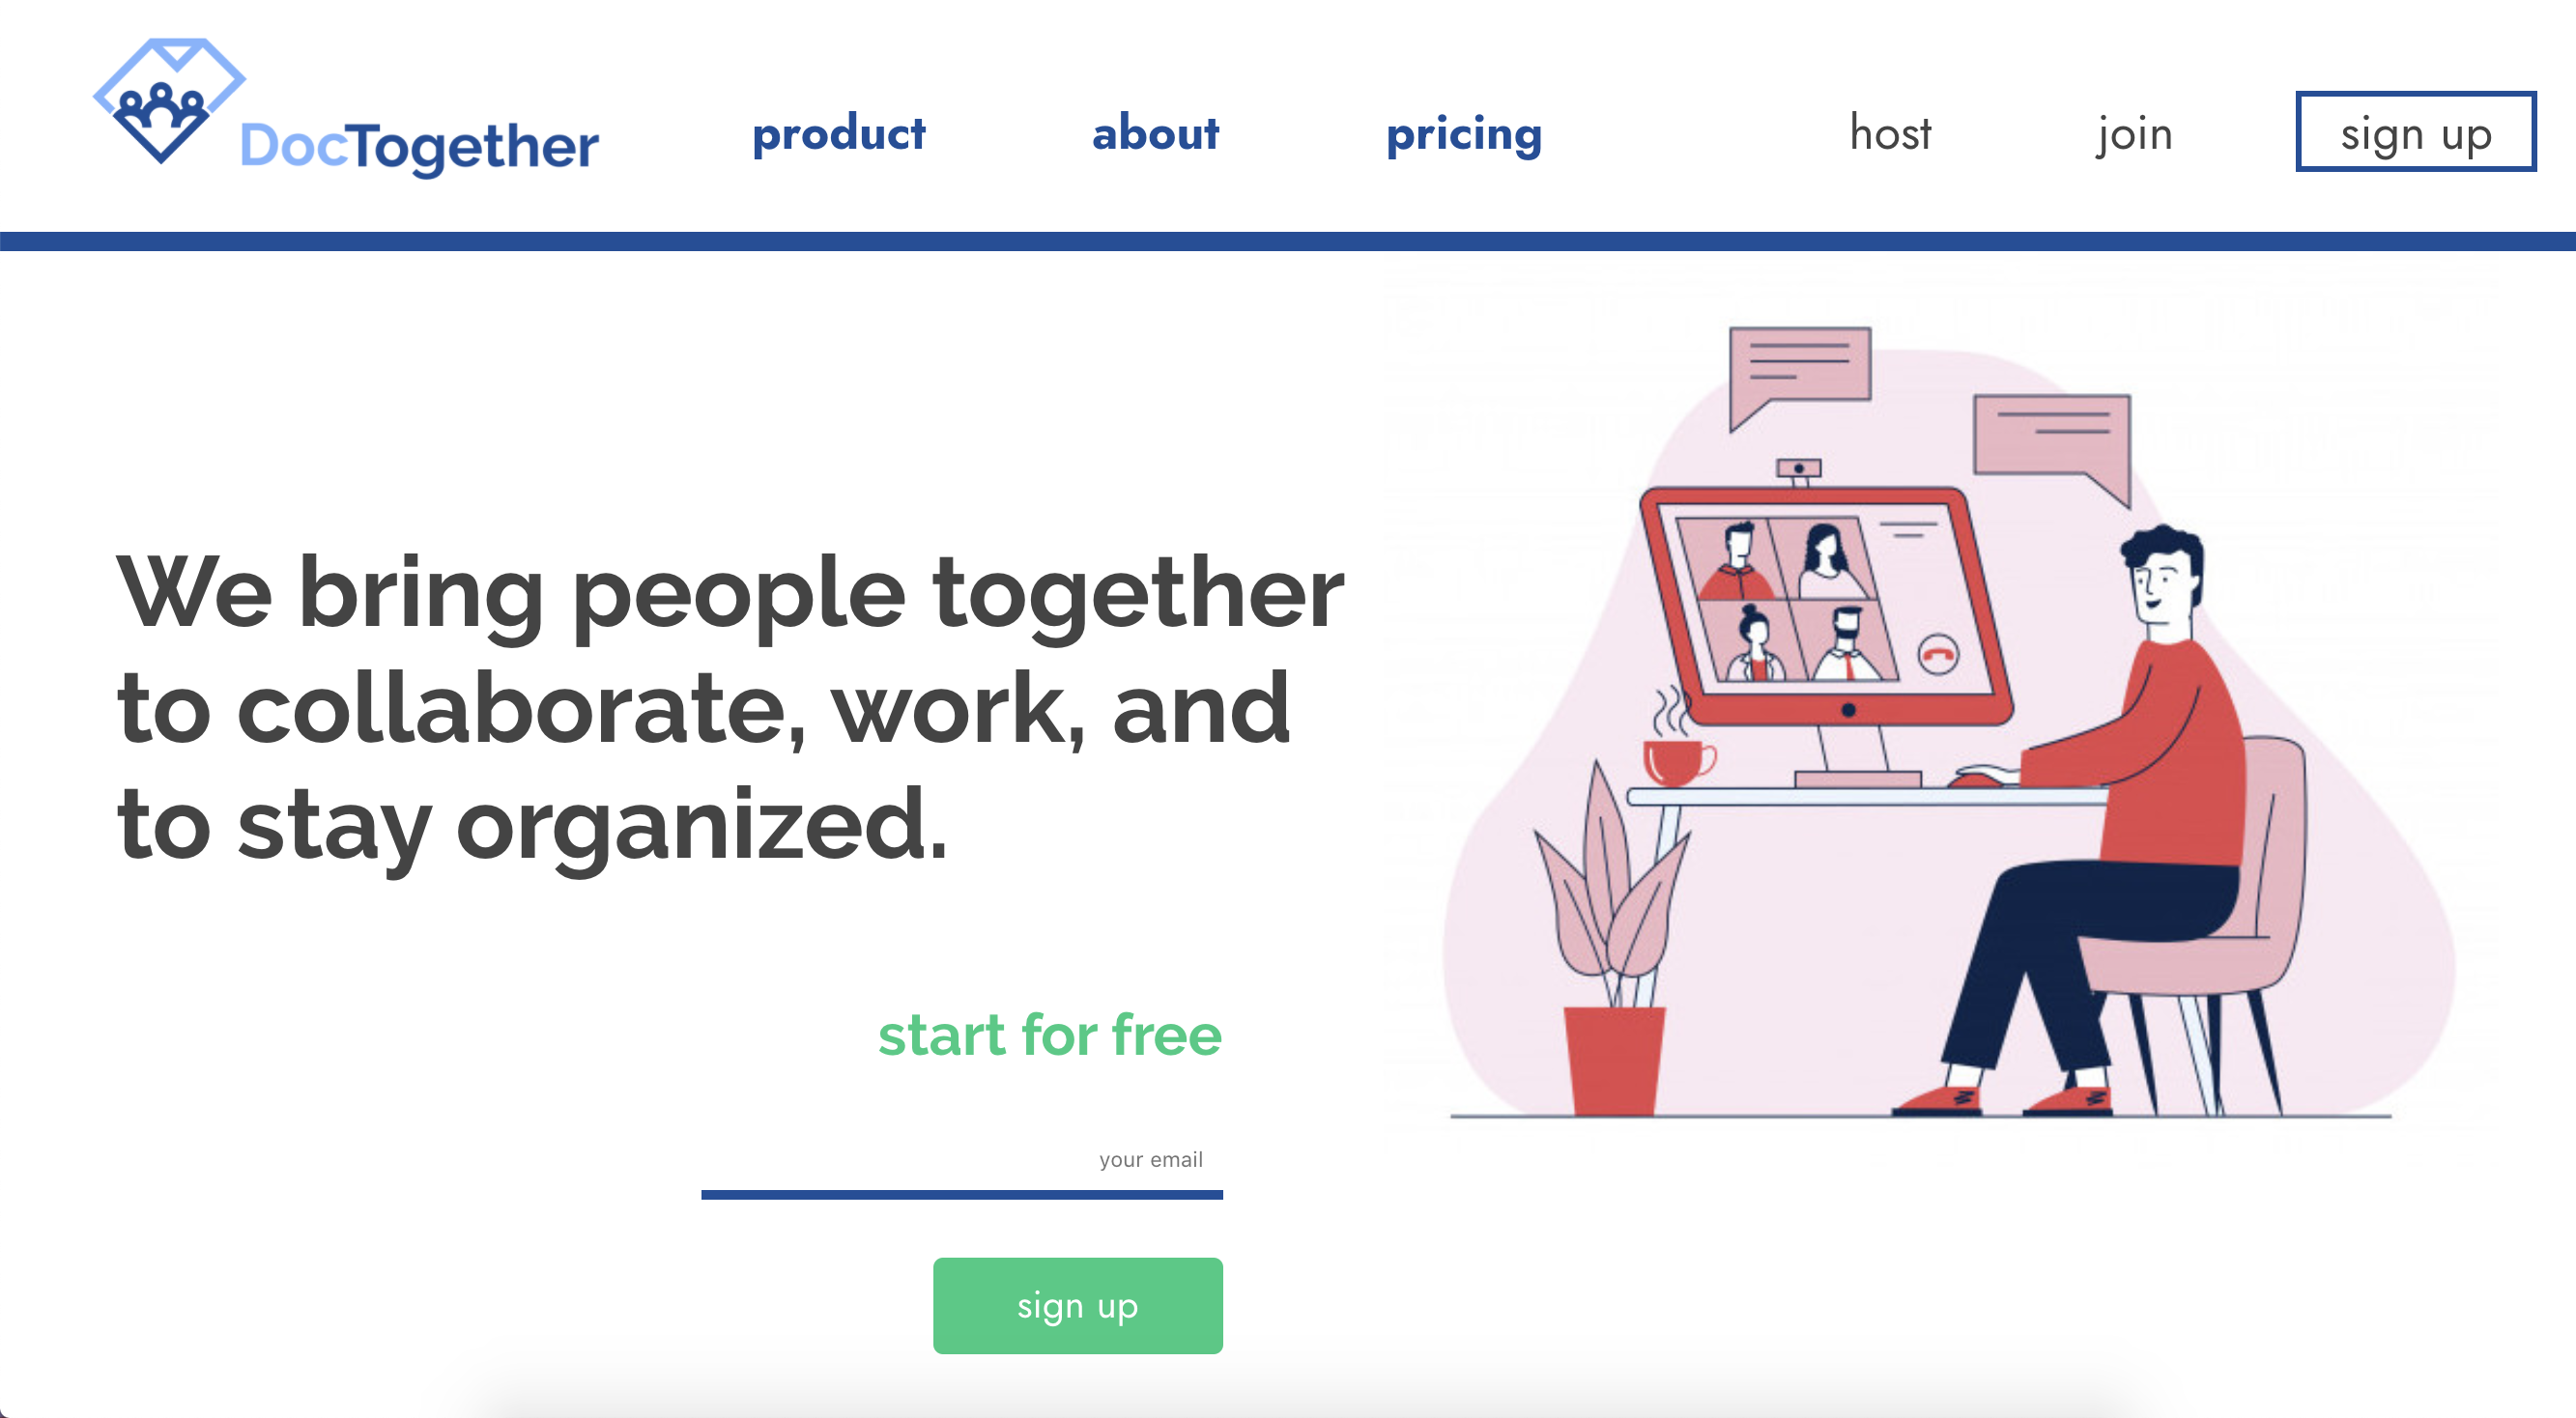 DocTogether
product about pricing host join sign up
We bring people together
to collaborate, work, and
to stay organized.
start for free
your email
sign up